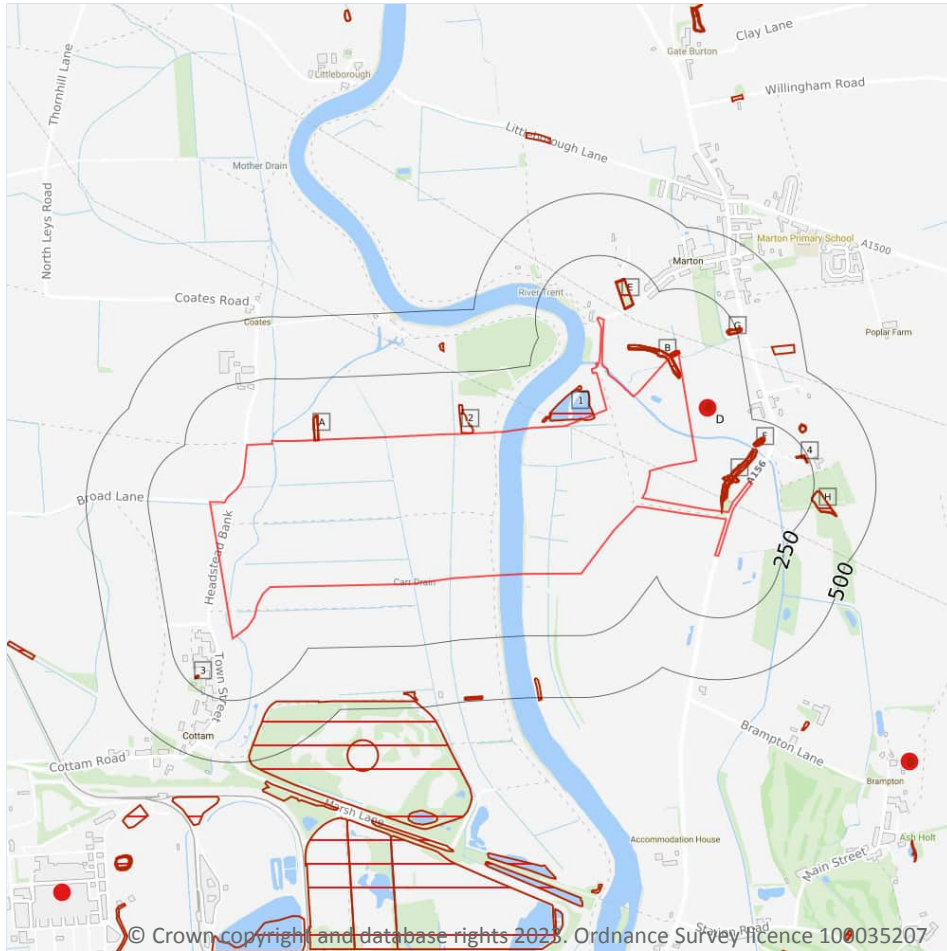 Clay Lane
Gate Burton
Thornhill Lane
Littleborough
Willingham Road
Littleborough Lane
Mother Drain
North Leys Road
Marton Primary School
A1500
Marton
E
River Trent
Coates Road
Coates
G
Poplar Farm
B
1
D
A
2
F
4
A156
Broad Lane
H
Headstead Bank
250
500
Carr Drain
3
Town Street
Cottam
Brampton Lane
Cottam Road
Brampton
Marsh Lane
Accommodation House
Ash Holt
Main Street
Station Road
© Crown copyright and database rights 2023. Ordnance Survey licence 100035207